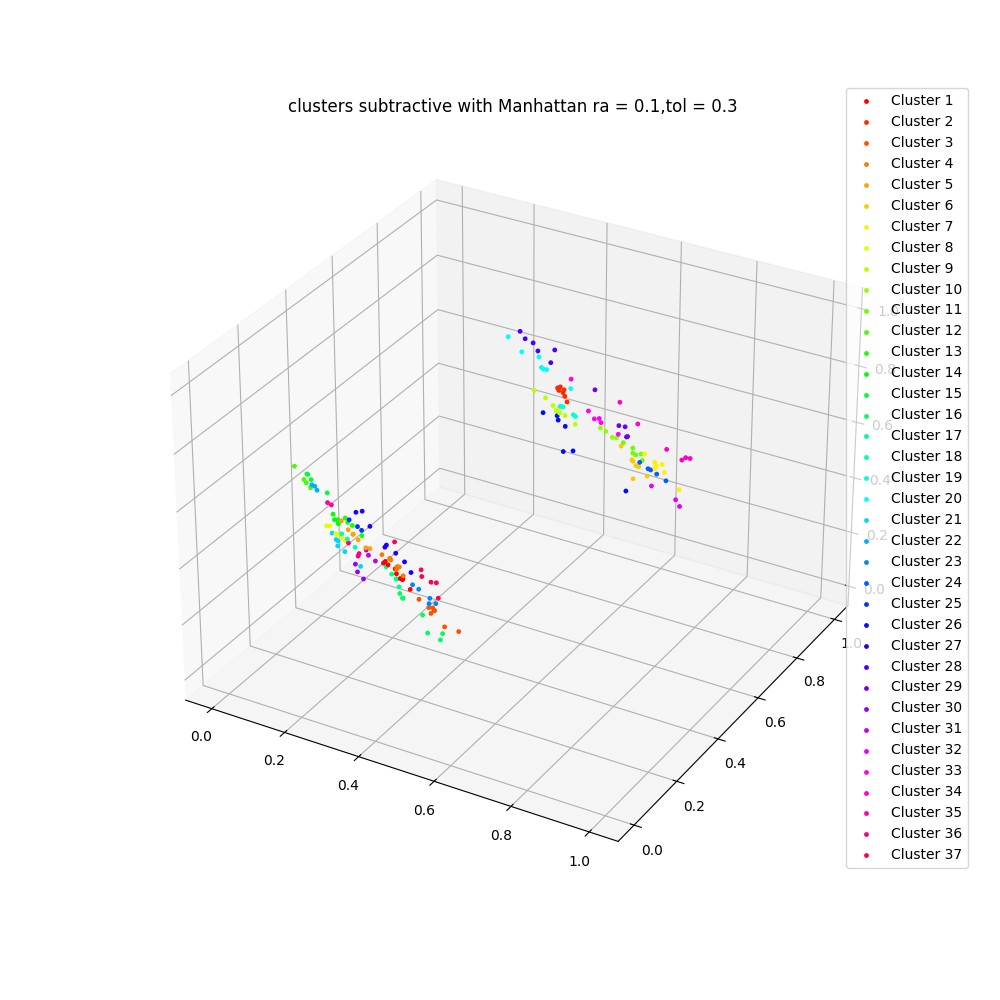 clusters subtractive with Manhattan ra = 0.1,tol = 0.3
Cluster 1
Cluster 2
Cluster 3
Cluster 4
Cluster 5
Cluster 6
Cluster 7
Cluster 8
Cluster 9
Cluster 10
Cluster 11
Cluster 12
Cluster 13
Cluster 14
Cluster 15
Cluster 16
Cluster 17
Cluster 18
Cluster 19
Cluster 20
Cluster 21
Cluster 22
Cluster 23
Cluster 24
Cluster 25
Cluster 26
Cluster 27
Cluster 28
Cluster 29
Cluster 30
Cluster 31
Cluster 32
Cluster 33
Cluster 34
Cluster 35
Cluster 36
Cluster 37
1.0
0.8
0.6
0.4
0.2
0.0
1.0
0.8
0.6
0.4
0.2
0.0
0.0
0.2
0.4
0.6
0.8
1.0